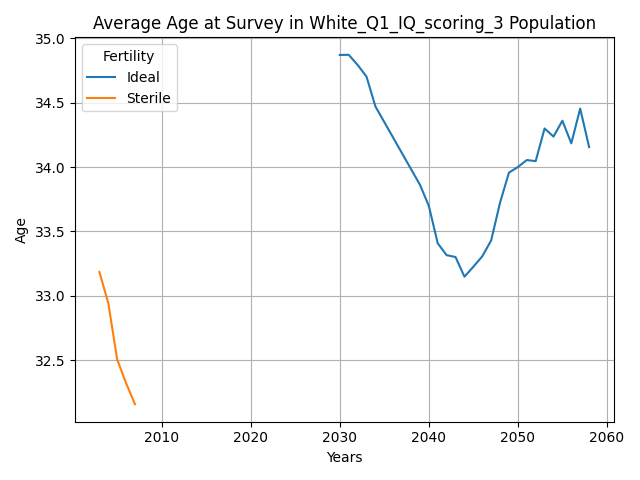 Average Age at Survey in White_Q1_IQ_scoring_3 Population
Fertility
Ideal
Sterile
35.0
34.5
34.0
33.5
33.0
32.5
Age
2010 2020 2030 2040 2050 2060
Years